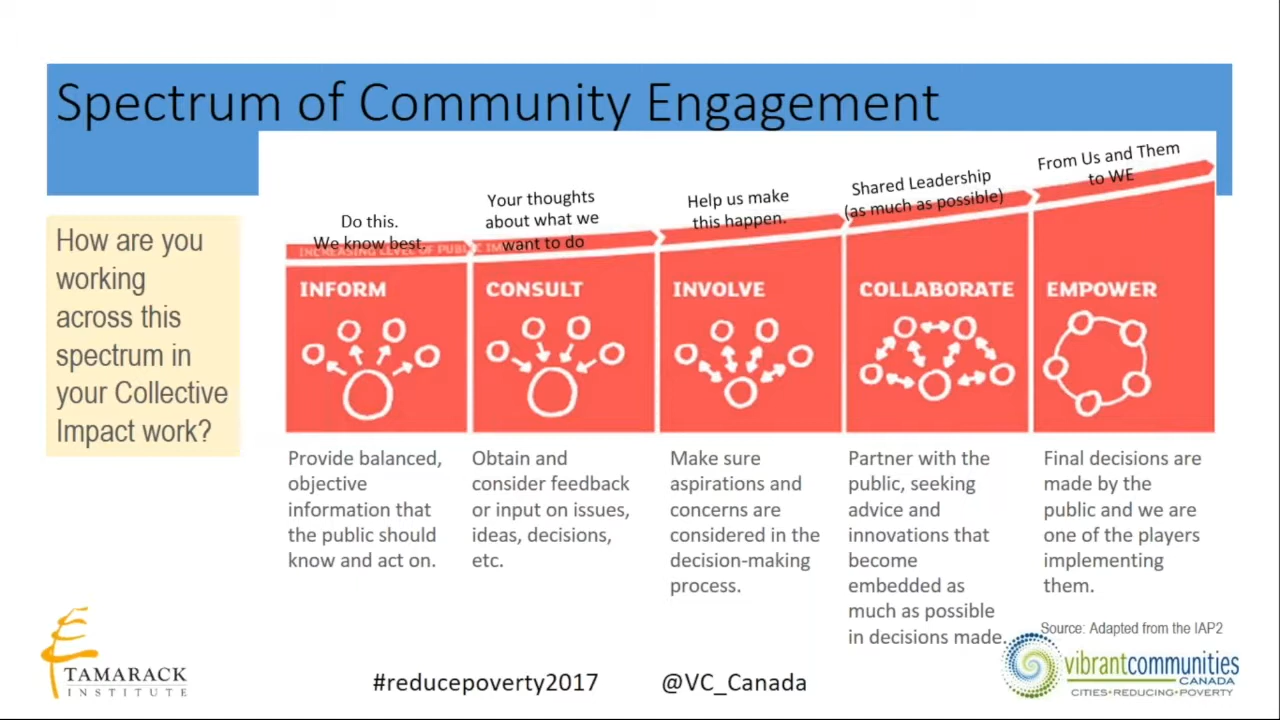 Spectrum of Community Engagement
How are you
working
across this
spectrum in
your Collective
Impact work?
Do this.
We know best.
Your thoughts
about what we
want to do
Help us make
this happen.
Shared Leadership
(as much as possible)
From Us and Them
to WE
INCREASING LEVEL OF PUBLIC
INFORM
CONSULT
INVOLVE
COLLABORATE
EMPOWER
Provide balanced,
objective
information that
the public should
know and act on.
Obtain and
consider feedback
or input on issues,
ideas, decisions,
etc.
Make sure
aspirations and
concerns are
considered in the
decision-making
process.
Partner with the
public, seeking
advice and
innovations that
become
embedded as
much as possible
in decisions made.
Final decisions are
made by the
public and we are
one of the players
implementing
them.
Source: Adapted from the IAP2
TAMARACK
INSTITUTE
#reducepoverty2017
@VC_Canada
vibrantcommunities
CANADA
CITIES•REDUCING•POVERTY